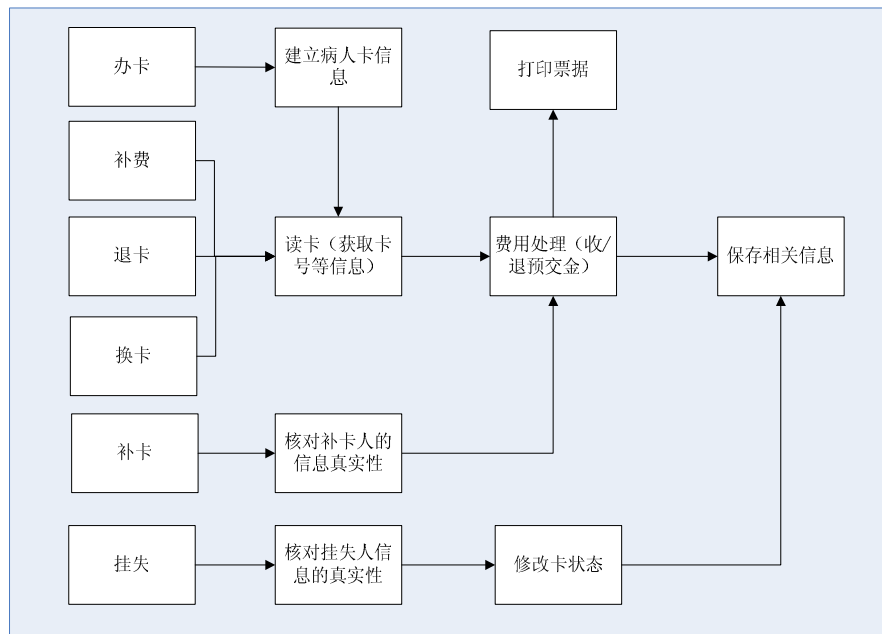 办卡
建立病人卡信
息
打印票据
补费
退卡
读卡（获取卡
号等信息）
费用处理（收/
退预交金）
保存相关信息
换卡
补卡
核对补卡人的
信息真实性
挂失
核对挂失人信
息的真实性
修改卡状态